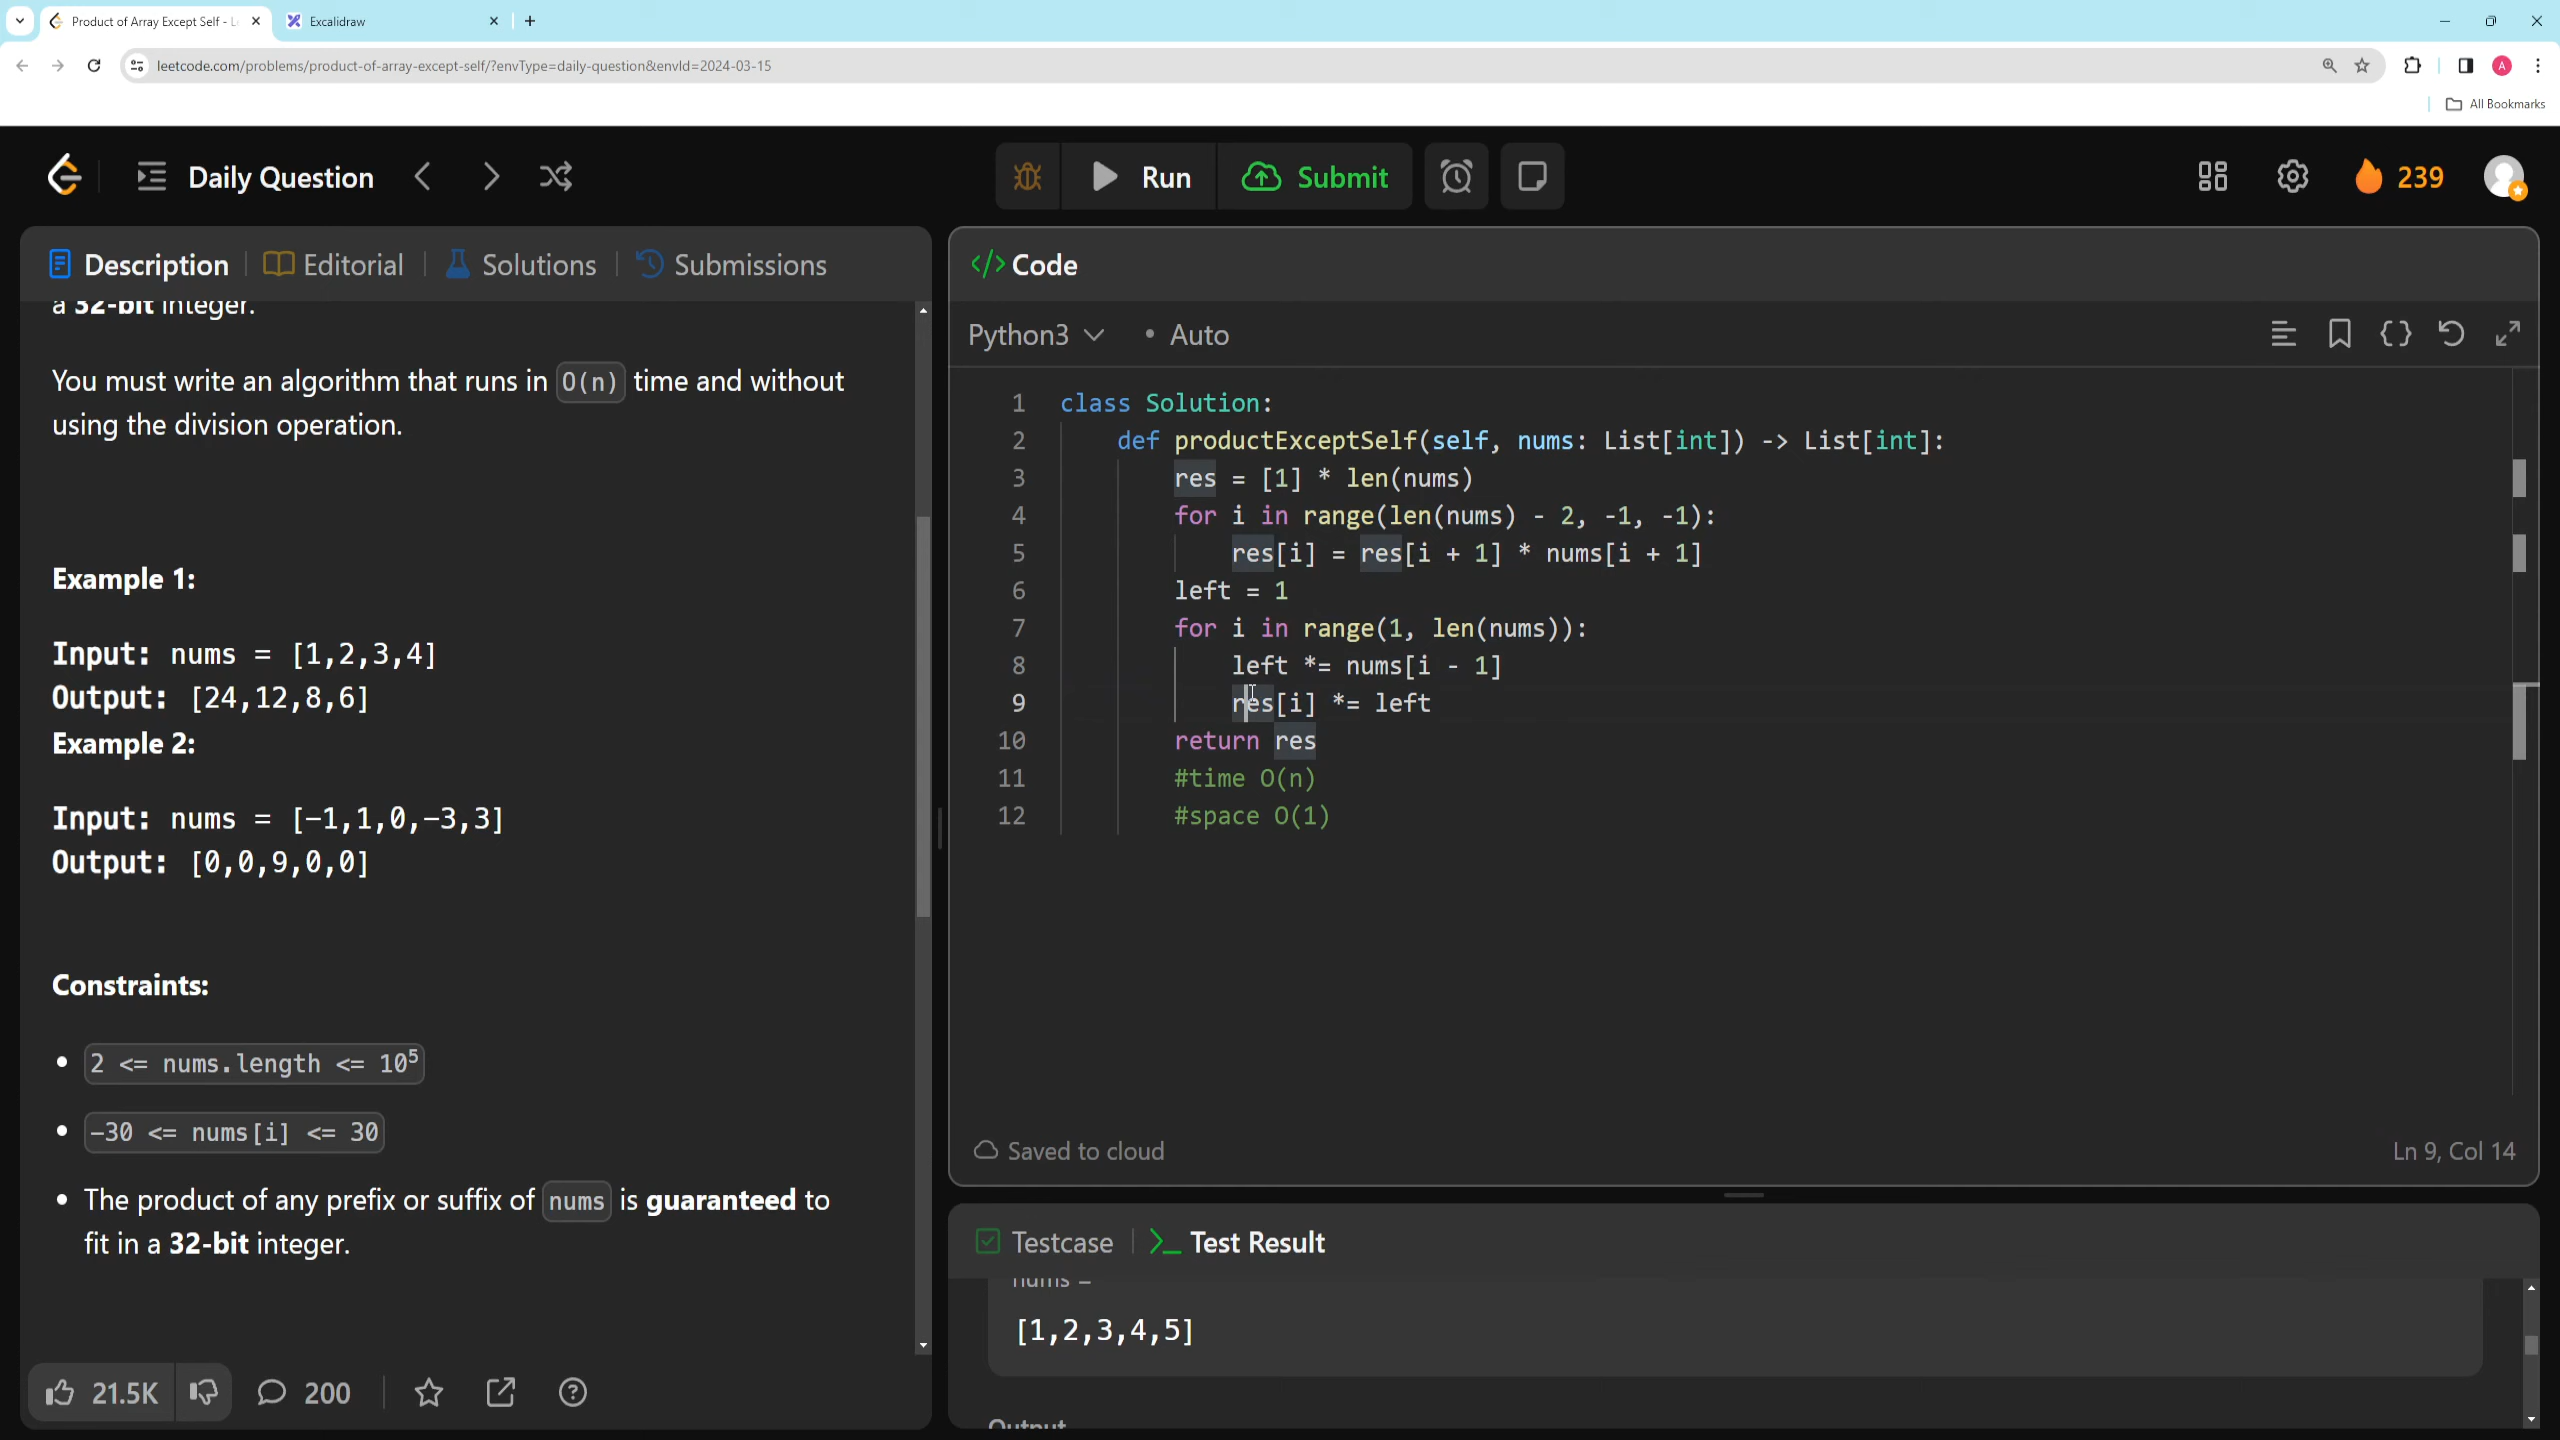 Product of Array Except Self - L
Excalidraw
leetcode.com/problems/product-of-array-except-self/?envType=daily-question&envId=2024-03-15
A
All Bookmarks
Daily Question
Run
Submit
239
Description
Editorial
Solutions
Submissions
a 32-bit integer.
You must write an algorithm that runs in O(n) time and without
using the division operation.
Example 1:
Input: nums = [1,2,3,4]
Output: [24,12,8,6]
Example 2:
Input: nums = [-1,1,0,-3,3]
Output: [0,0,9,0,0]
Constraints:
• 2 <= nums.length <= 10⁵
• -30 <= nums[i] <= 30
• The product of any prefix or suffix of nums is guaranteed to
fit in a 32-bit integer.
21.5K
200
</> Code
Python3
• Auto
1 class Solution:
2 def productExceptSelf(self, nums: List[int]) -> List[int]:
3 res = [1] * len(nums)
4 for i in range(len(nums) - 2, -1, -1):
5 res[i] = res[i + 1] * nums[i + 1]
6 left = 1
7 for i in range(1, len(nums)):
8 left *= nums[i - 1]
9 res[i] *= left
10 return res
11 #time O(n)
12 #space O(1)
Saved to cloud
Ln 9, Col 14
Testcase
Test Result
nums =
[1,2,3,4,5]
Output